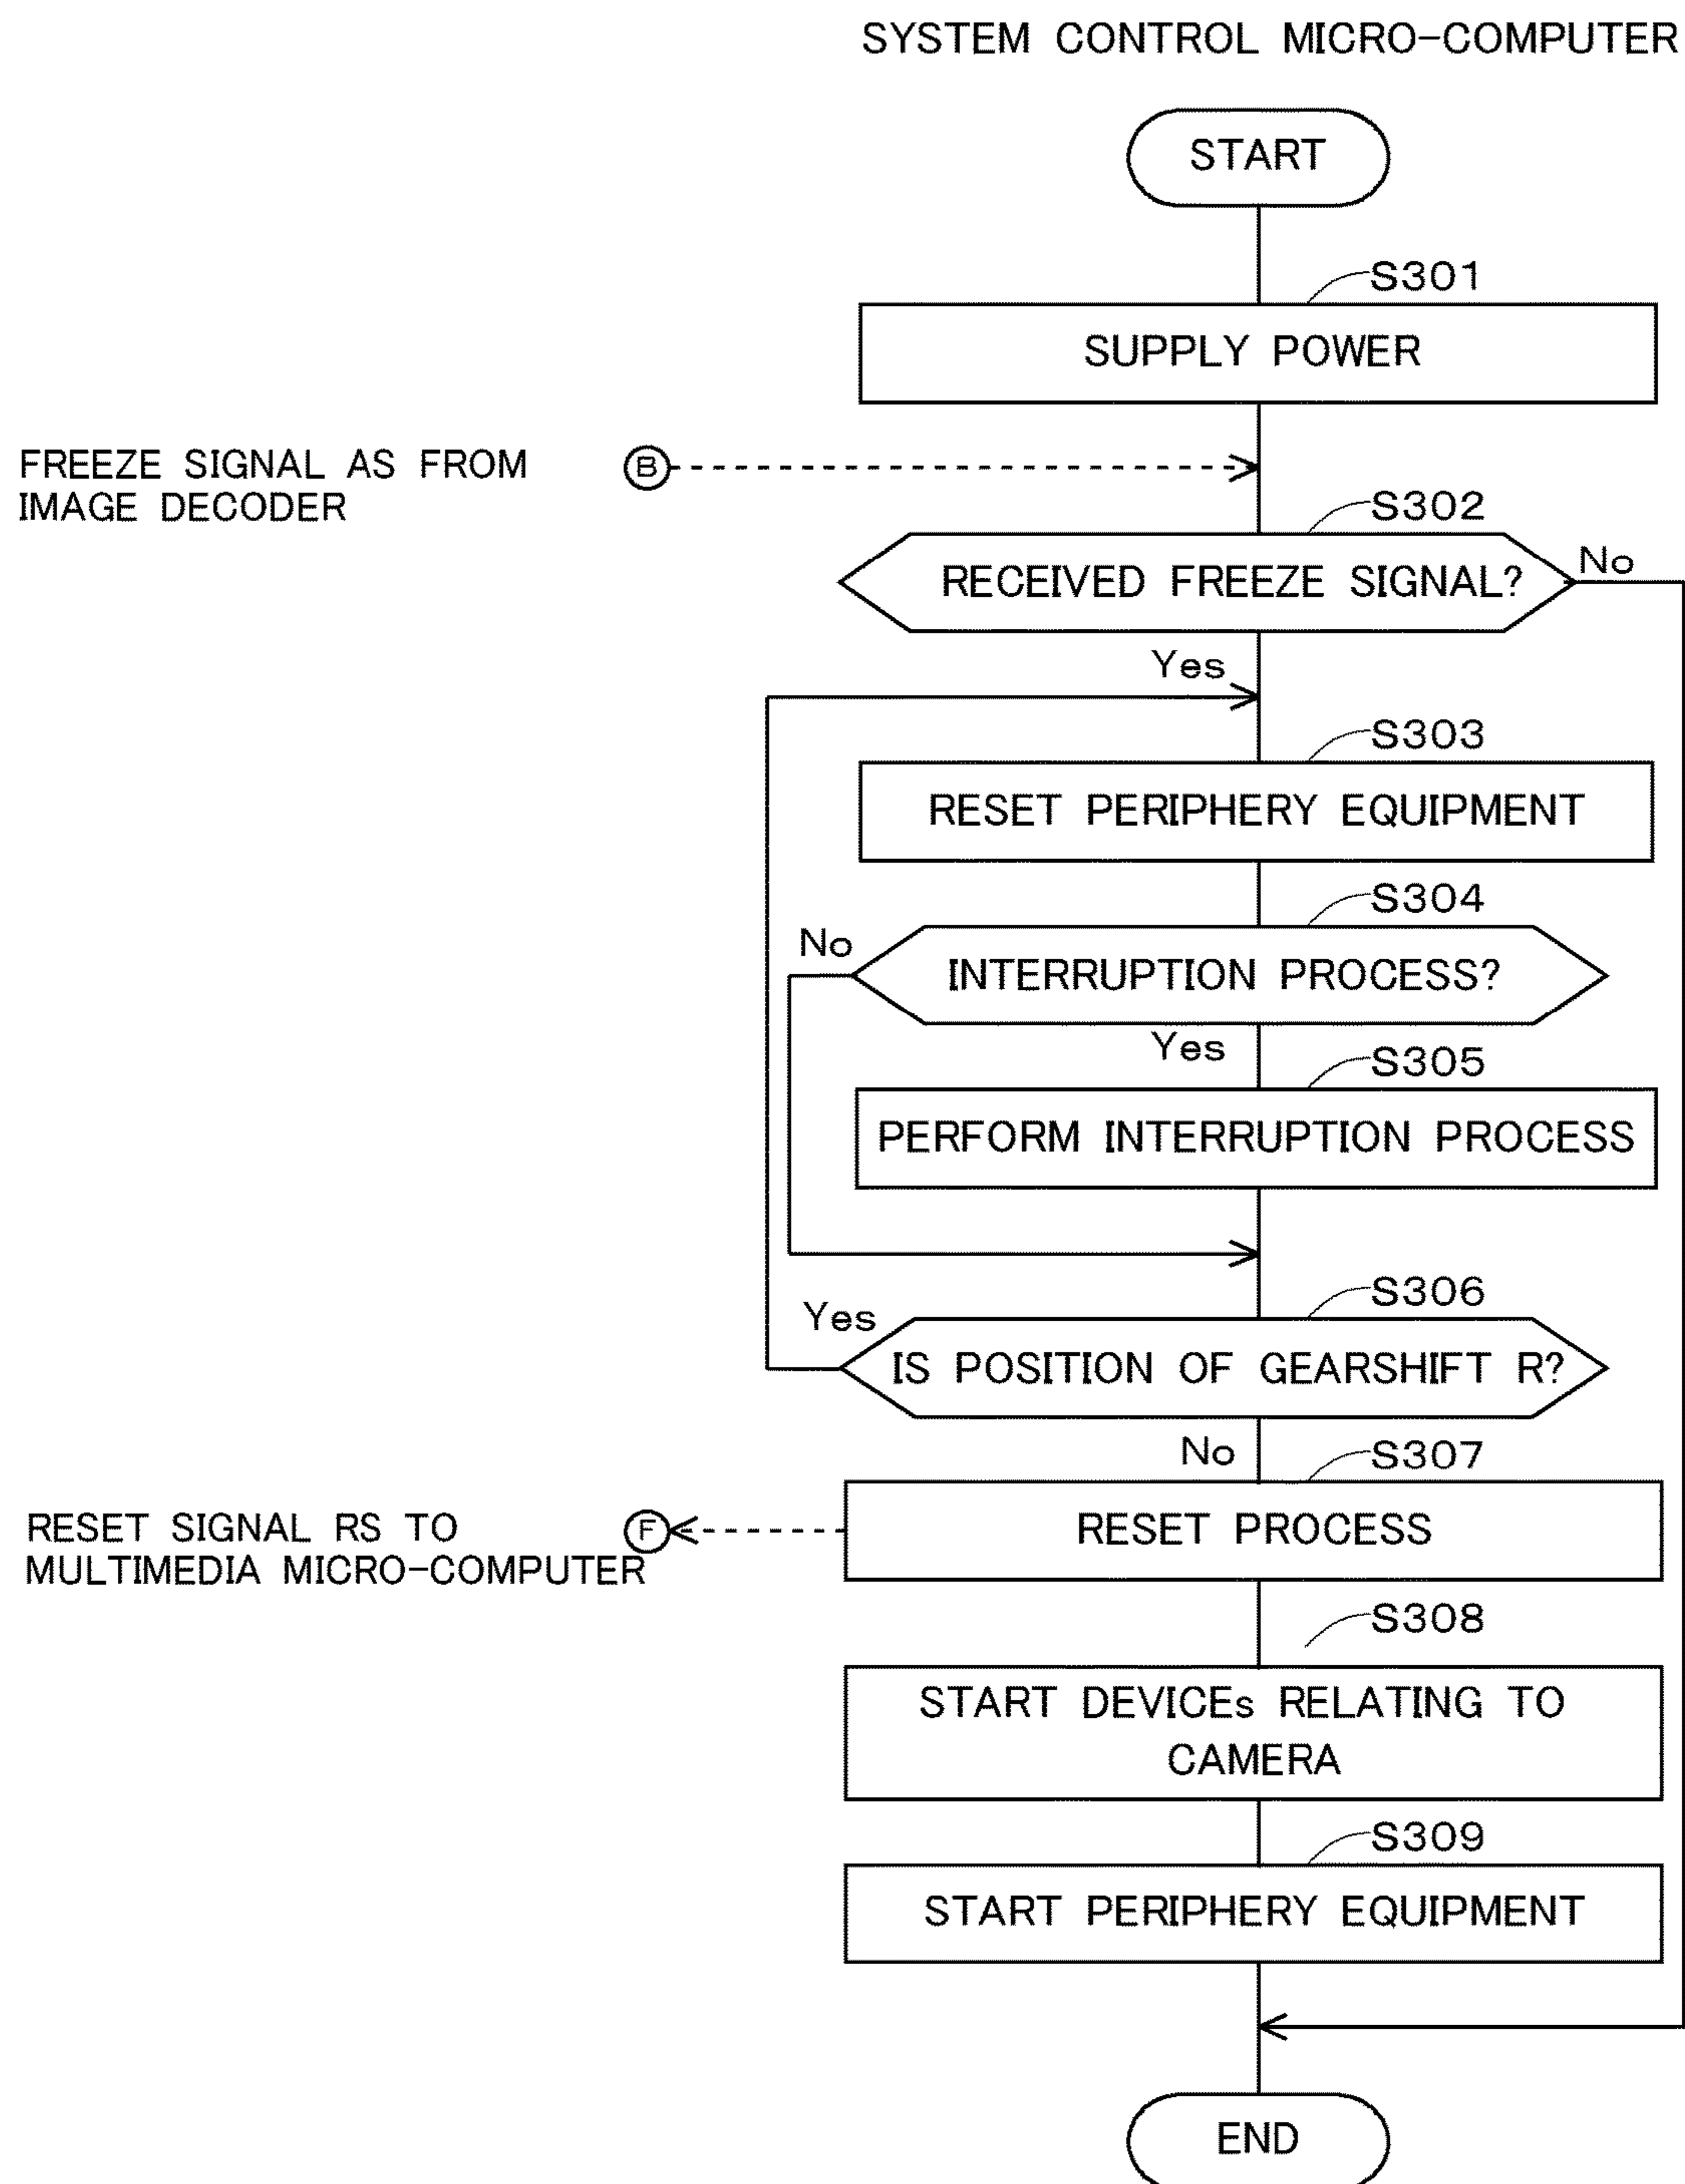 SYSTEM CONTROL MICRO-COMPUTER
START
S301
SUPPLY POWER
FREEZE SIGNAL AS FROM
IMAGE DECODER
B
S302
RECEIVED FREEZE SIGNAL?
No
Yes
S303
RESET PERIPHERY EQUIPMENT
S304
No
INTERRUPTION PROCESS?
Yes
S305
PERFORM INTERRUPTION PROCESS
S306
Yes
IS POSITION OF GEARSHIFT R?
No
S307
RESET SIGNAL RS TO
MULTIMEDIA MICRO-COMPUTER
F
RESET PROCESS
S308
START DEVICEs RELATING TO
CAMERA
S309
START PERIPHERY EQUIPMENT
END